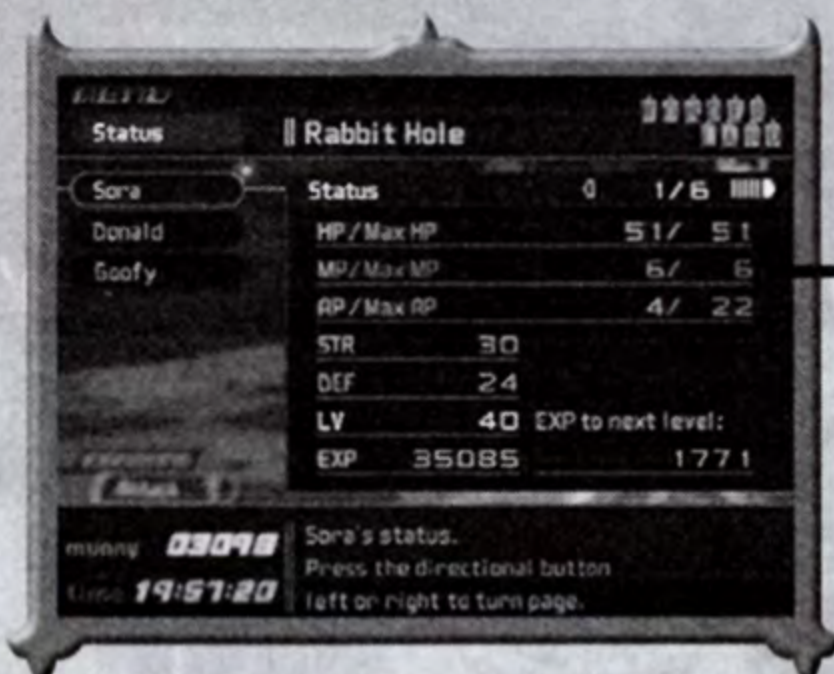 MENU
Status
Rabbit Hole
Sora
Donald
Goofy
Status 1/6
HP/Max HP 51/ 51
MP/Max MP 6/ 6
AP/Max AP 4/ 22
STR 30
DEF 24
LV 40 EXP to next level:
EXP 35085 1771
munny 03098
time 19:57:20
Sora's status.
Press the directional button
left or right to turn page.